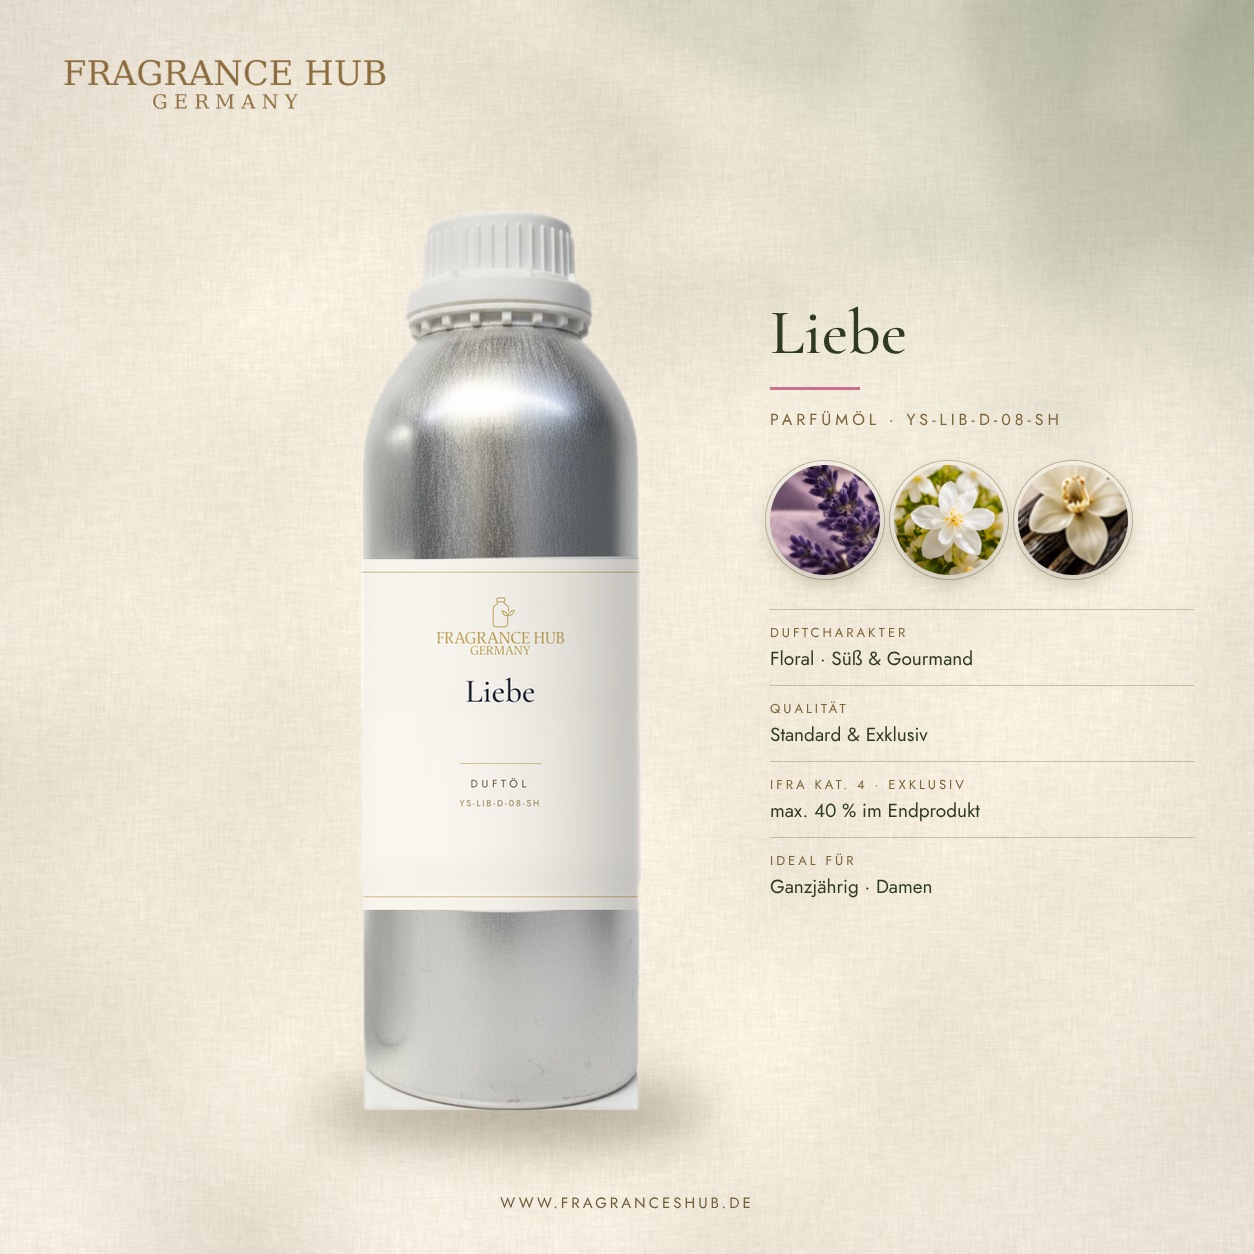 FRAGRANCE HUB
GERMANY
Liebe
PARFÜMÖL · YS-LIB-D-08-SH
DUFTCHARAKTER
Floral · Süß & Gourmand
QUALITÄT
Standard & Exklusiv
IFRA KAT. 4 · EXKLUSIV
max. 40 % im Endprodukt
IDEAL FÜR
Ganzjährig · Damen
FRAGRANCE HUB
GERMANY
Liebe
DUFTÖL
YS-LIB-D-08-SH
WWW.FRAGRANCESHUB.DE